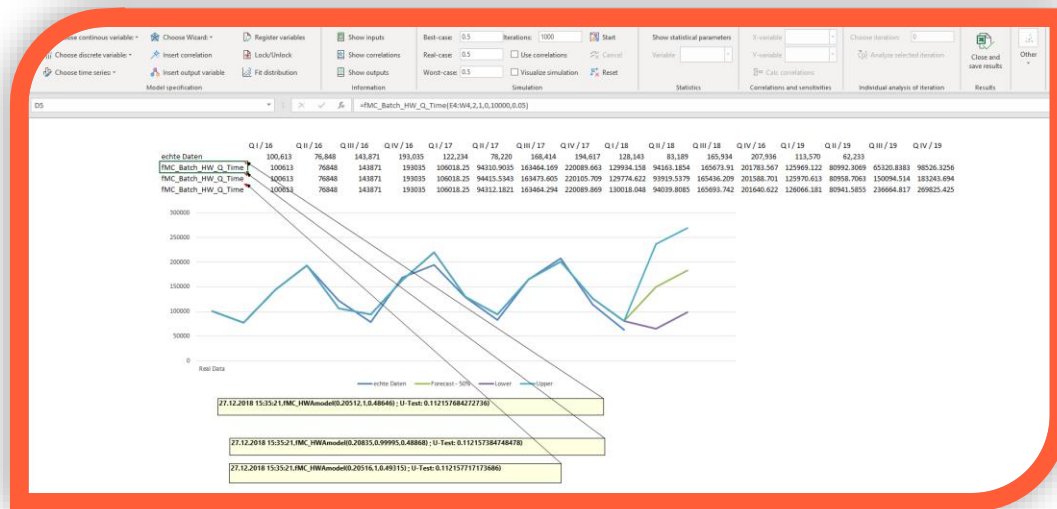 Choose continous variable: Choose Wizard: Register variables Show inputs Best-case: 0.5 Iterations: 1000 Start Show statistical parameters X-variable Choose iteration: 0
Choose discrete variable: Insert correlation Lock/Unlock Show correlations Real-case: 0.5 Use correlations Cancel Variable Y-variable Analyze selected iteration Close and save results Other
Choose time series: Insert output variable Fit distribution Show outputs Worst-case: 0.5 Visualize simulation Reset Calc. correlations
Model specification Information Simulation Statistics Correlations and sensitivities Individual analysis of iteration Results
D5 fx =fMC_Batch_HW_Q_Time(E4:W4,2,1,0,10000,0.05)
Q I / 16 Q II / 16 Q III / 16 Q IV / 16 Q I / 17 Q II / 17 Q III / 17 Q IV / 17 Q I / 18 Q II / 18 Q III / 18 Q IV / 18 Q I / 19 Q II / 19 Q III / 19 Q IV / 19
echte Daten 100,613 76,848 143,871 193,035 122,234 78,220 168,414 194,617 128,143 83,189 165,934 207,936 113,570 62,233
fMC_Batch_HW_Q_Time 100613 76848 143871 193035 106018.25 94310.9035 163464.169 220089.663 129934.158 94163.1854 165673.91 201783.567 125969.122 80992.3069 65320.8383 98526.3256
fMC_Batch_HW_Q_Time 100613 76848 143871 193035 106018.25 94415.5343 163473.605 220105.709 129774.622 93919.5379 165436.209 201588.701 125970.613 80958.7063 150094.514 183243.694
fMC_Batch_HW_Q_Time 100613 76848 143871 193035 106018.25 94312.1821 163464.294 220089.869 130018.048 94039.8085 165693.742 201640.622 126066.181 80941.5855 236664.817 269825.425
300000
250000
200000
150000
100000
50000
0
Real Data
echte Daten Forecast - 50% Lower Upper
27.12.2018 15:35:21,fMC_HWAmodel(0.20512,1,0.48646) ; U-Test: 0.112157684272736)
27.12.2018 15:35:21,fMC_HWAmodel(0.20835,0.99995,0.48868) ; U-Test: 0.112157384748478)
27.12.2018 15:35:21,fMC_HWAmodel(0.20516,1,0.49315) ; U-Test: 0.112157717173686)